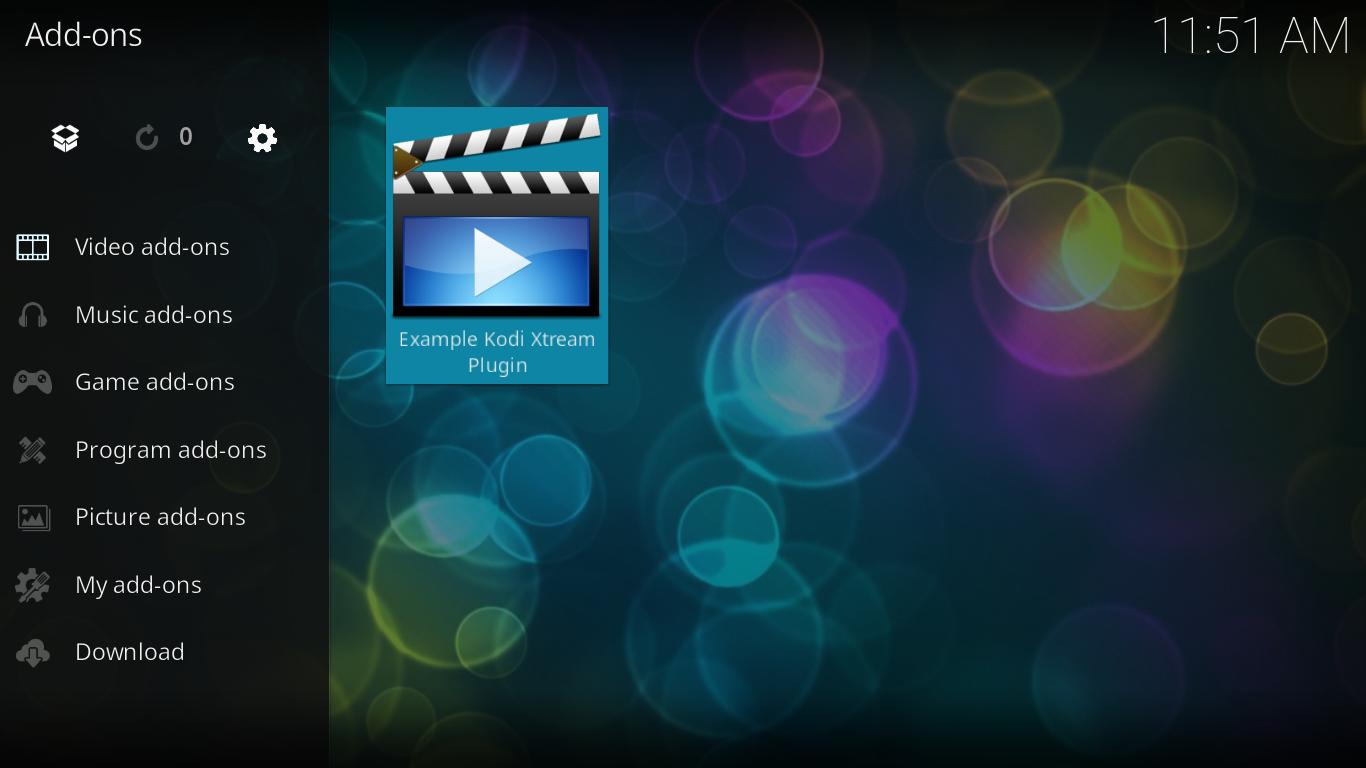 Add-ons
11:51 AM
0
Video add-ons
Music add-ons
Game add-ons
Program add-ons
Picture add-ons
My add-ons
Download
Example Kodi Xtream
Plugin